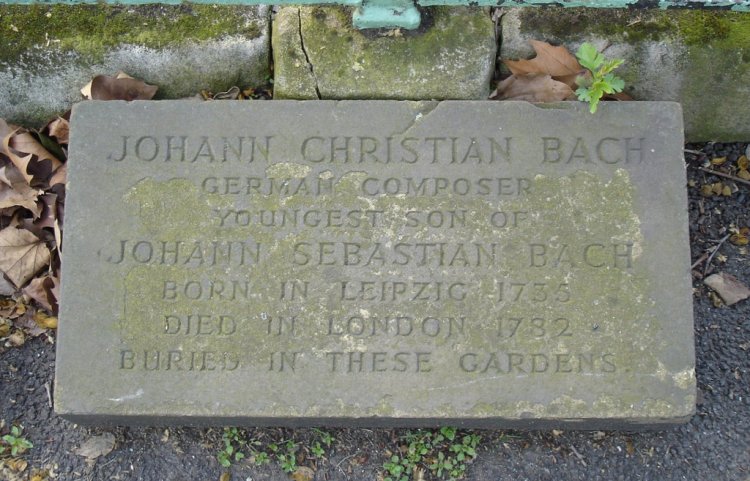 JOHANN CHRISTIAN BACH
GERMAN COMPOSER
YOUNGEST SON OF
JOHANN SEBASTIAN BACH
BORN IN LEIPZIG 1735
DIED IN LONDON 1782
BURIED IN THESE GARDENS.